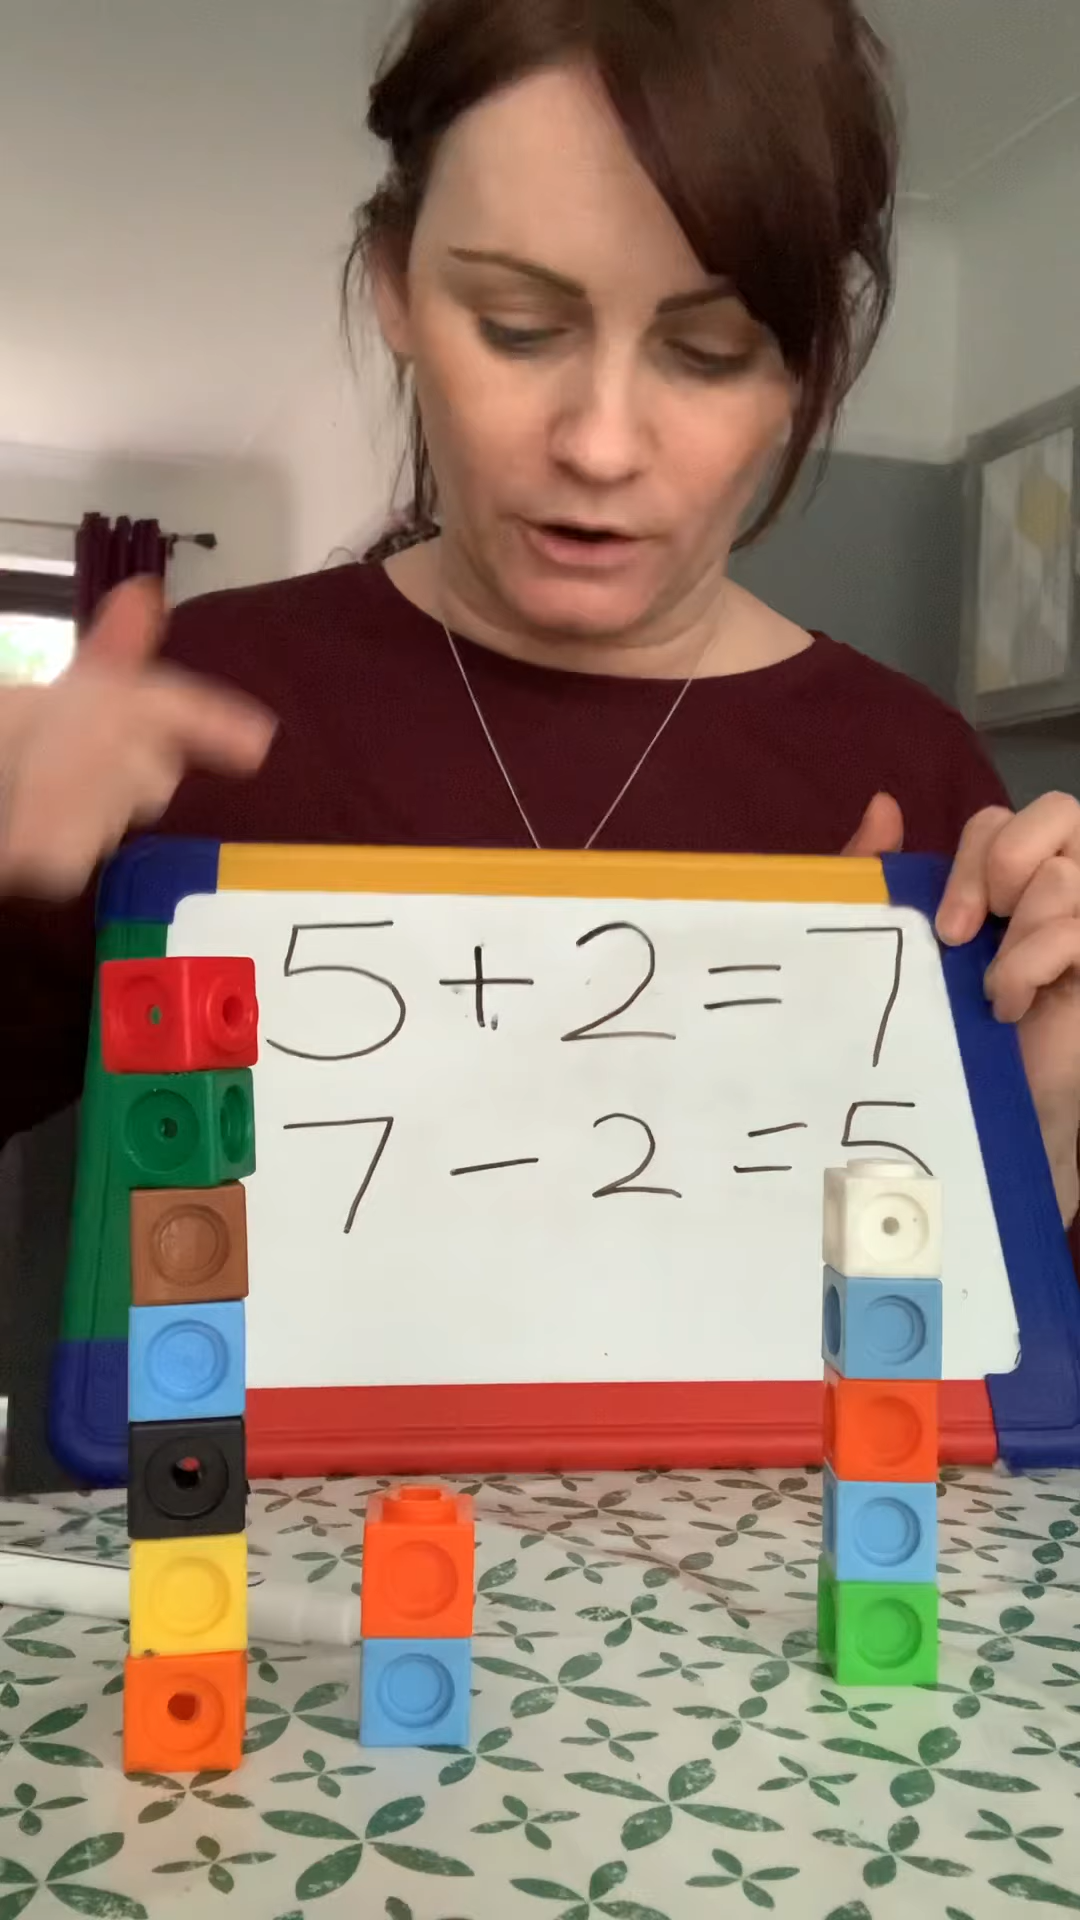 5 + 2 = 7
7 - 2 = 5